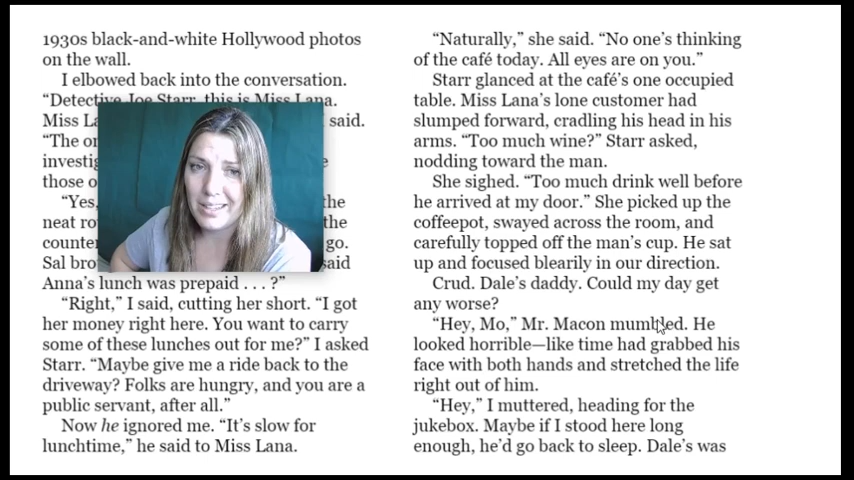 1930s black-and-white Hollywood photos
on the wall.
I elbowed back into the conversation.
“Detective Joe Starr, this is Miss Lana.
Miss La said.
“The or
investig
those o
“Yes, the
neat ro the
counter go.
Sal bro said
Anna’s lunch was prepaid . . . ?”
“Right,” I said, cutting her short. “I got
her money right here. You want to carry
some of these lunches out for me?” I asked
Starr. “Maybe give me a ride back to the
driveway? Folks are hungry, and you are a
public servant, after all.”
Now he ignored me. “It’s slow for
lunchtime,” he said to Miss Lana.
“Naturally,” she said. “No one’s thinking
of the café today. All eyes are on you.”
Starr glanced at the café’s one occupied
table. Miss Lana’s lone customer had
slumped forward, cradling his head in his
arms. “Too much wine?” Starr asked,
nodding toward the man.
She sighed. “Too much drink well before
he arrived at my door.” She picked up the
coffeepot, swayed across the room, and
carefully topped off the man’s cup. He sat
up and focused blearily in our direction.
Crud. Dale’s daddy. Could my day get
any worse?
“Hey, Mo,” Mr. Macon mumbled. He
looked horrible—like time had grabbed his
face with both hands and stretched the life
right out of him.
“Hey,” I muttered, heading for the
jukebox. Maybe if I stood here long
enough, he’d go back to sleep. Dale’s was